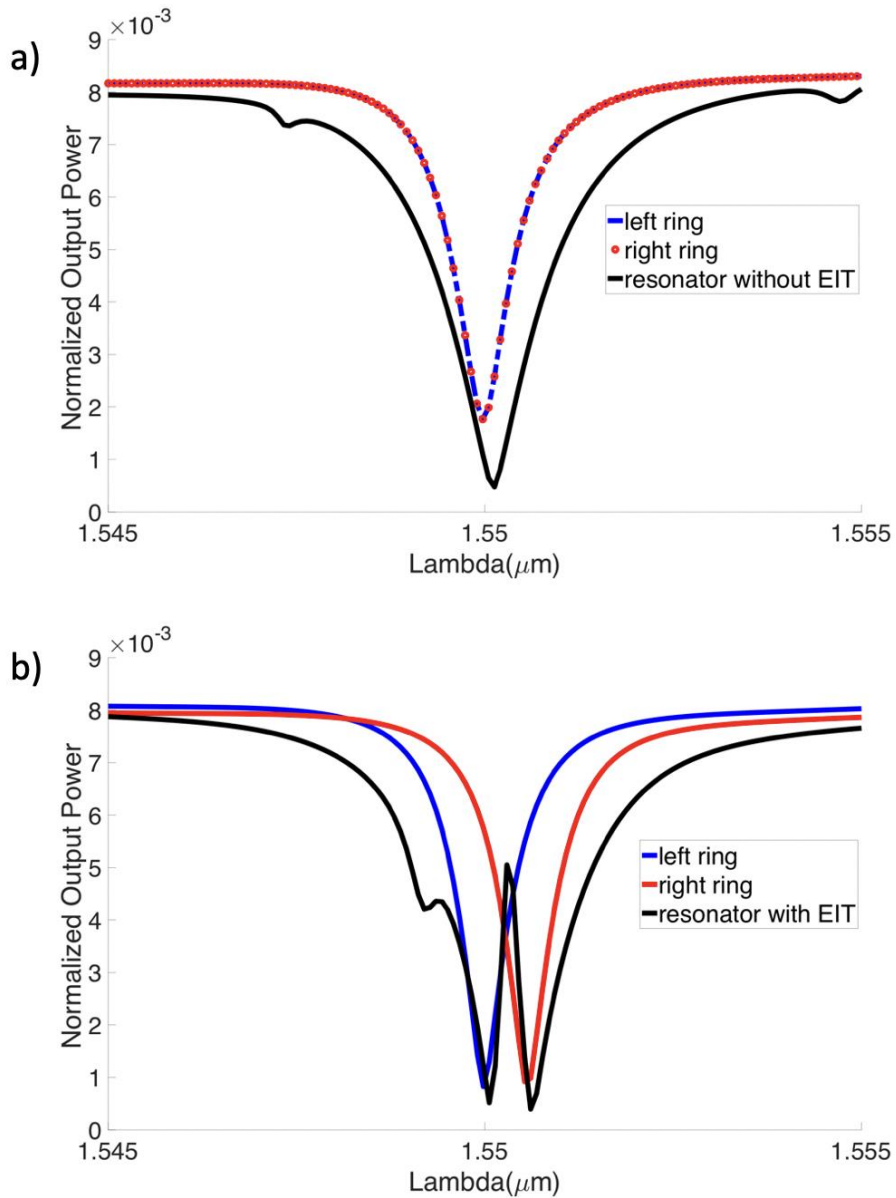 a)
×10⁻³
9
8
7
6
5
4
3
2
1
0
Normalized Output Power
left ring
right ring
resonator without EIT
1.545
1.55
1.555
Lambda(μm)
b)
×10⁻³
9
8
7
6
5
4
3
2
1
0
Normalized Output Power
left ring
right ring
resonator with EIT
1.545
1.55
1.555
Lambda(μm)